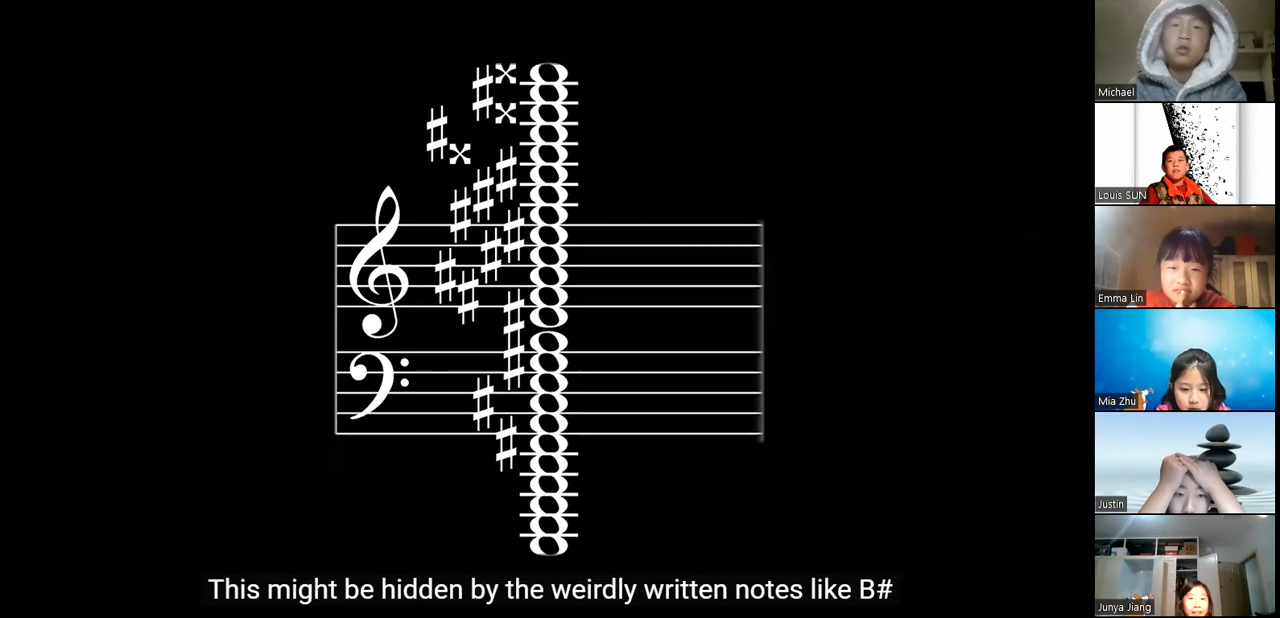 This might be hidden by the weirdly written notes like B#
Michael
Louis SUN
Emma Lin
Mia Zhu
Justin
Junya Jiang